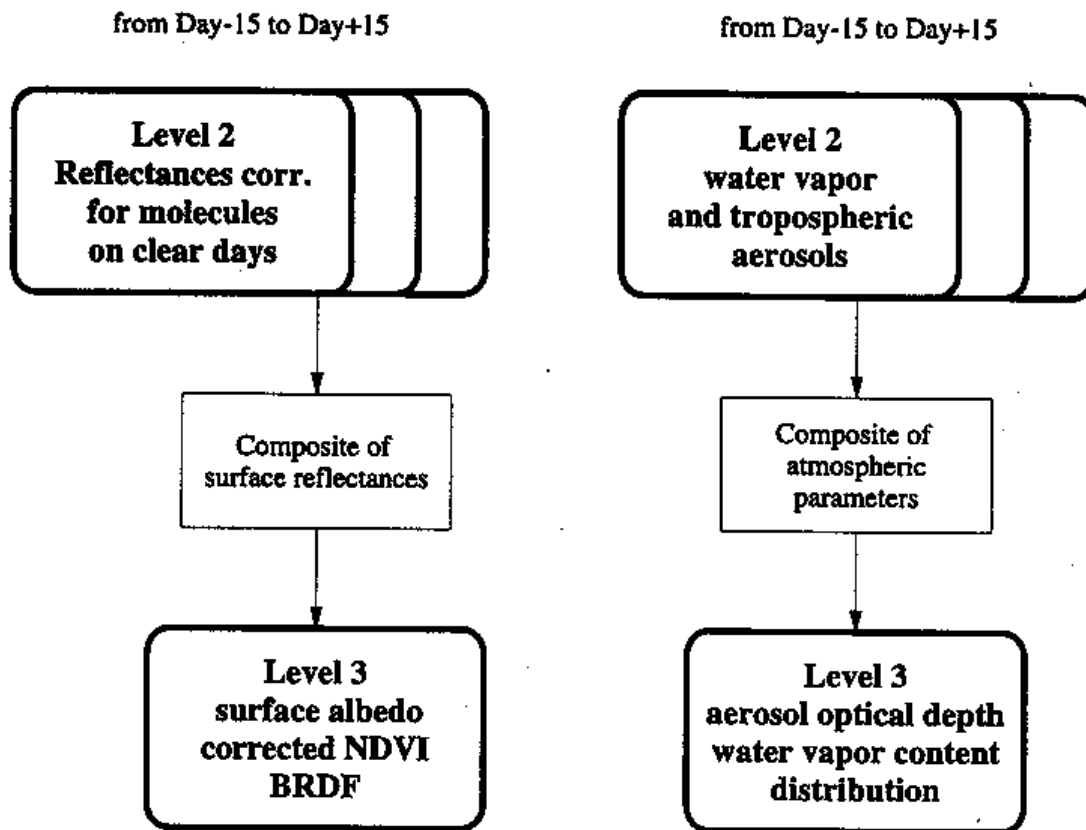 from Day-15 to Day+15
Level 2
Reflectances corr.
for molecules
on clear days
Composite of
surface reflectances
Level 3
surface albedo
corrected NDVI
BRDF
from Day-15 to Day+15
Level 2
water vapor
and tropospheric
aerosols
Composite of
atmospheric
parameters
Level 3
aerosol optical depth
water vapor content
distribution